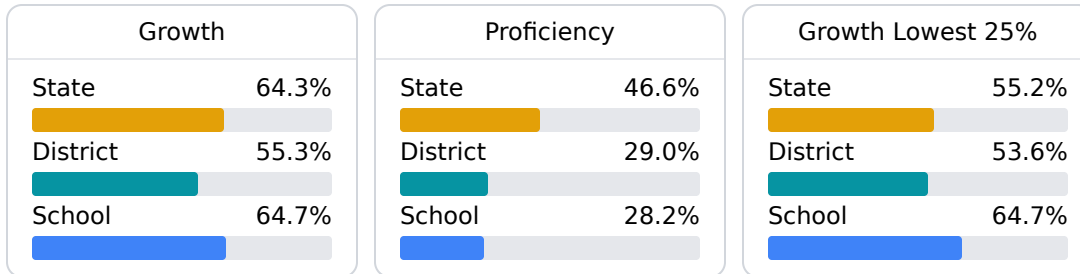 Growth
State 64.3%
District 55.3%
School 64.7%
Proficiency
State 46.6%
District 29.0%
School 28.2%
Growth Lowest 25%
State 55.2%
District 53.6%
School 64.7%